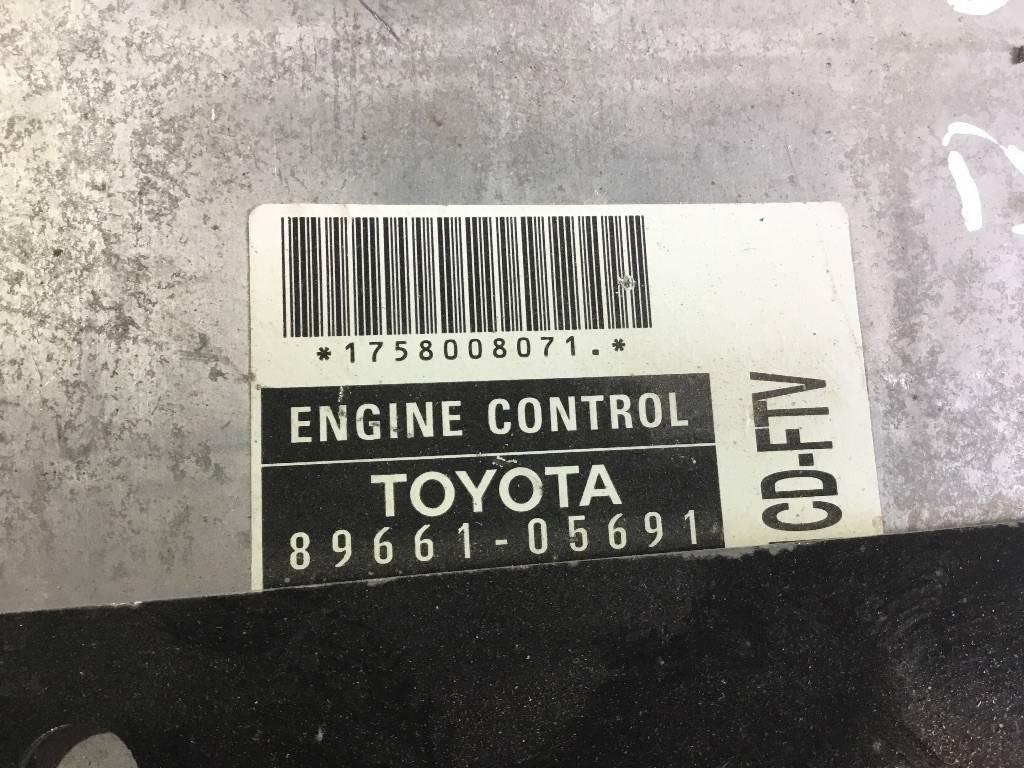 *1758008071.*
ENGINE CONTROL
TOYOTA
89661-05691
CD-FTV